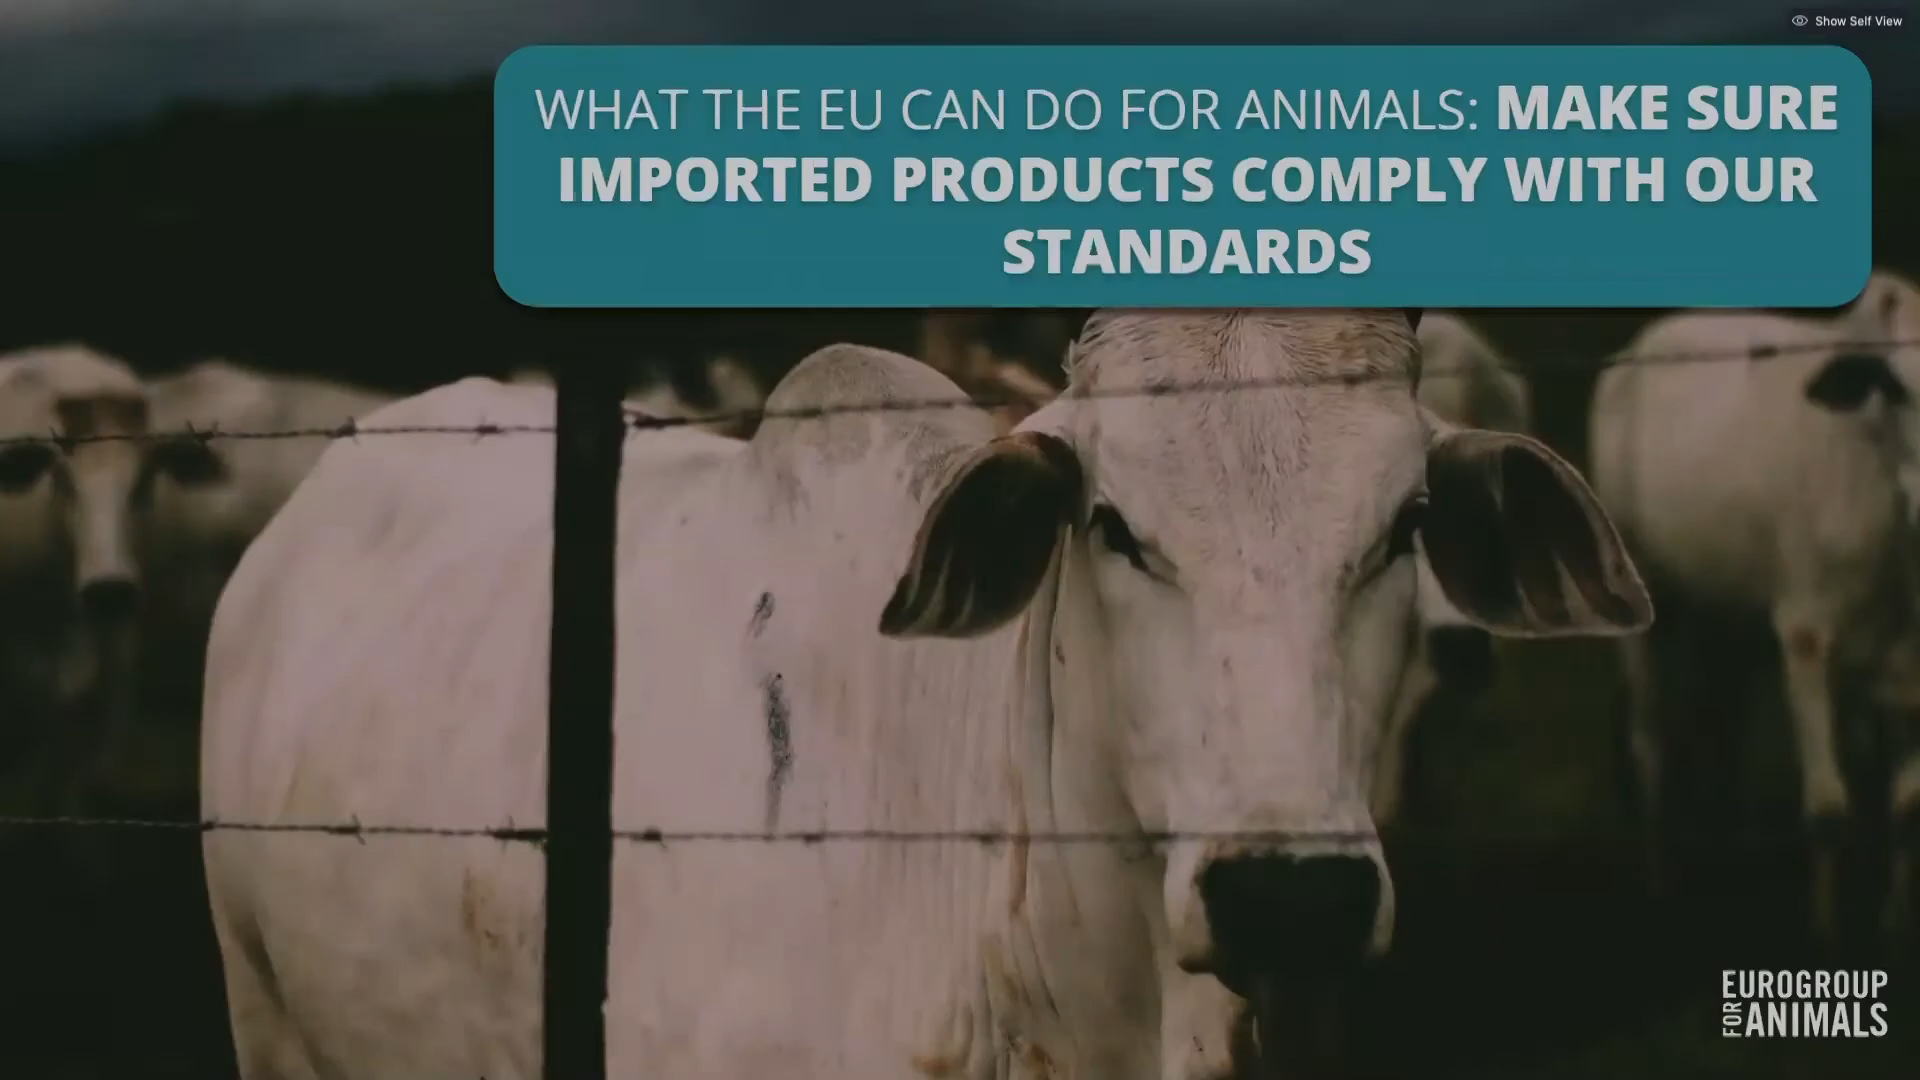 Show Self View
WHAT THE EU CAN DO FOR ANIMALS: MAKE SURE
IMPORTED PRODUCTS COMPLY WITH OUR
STANDARDS
EUROGROUP
FOR ANIMALS